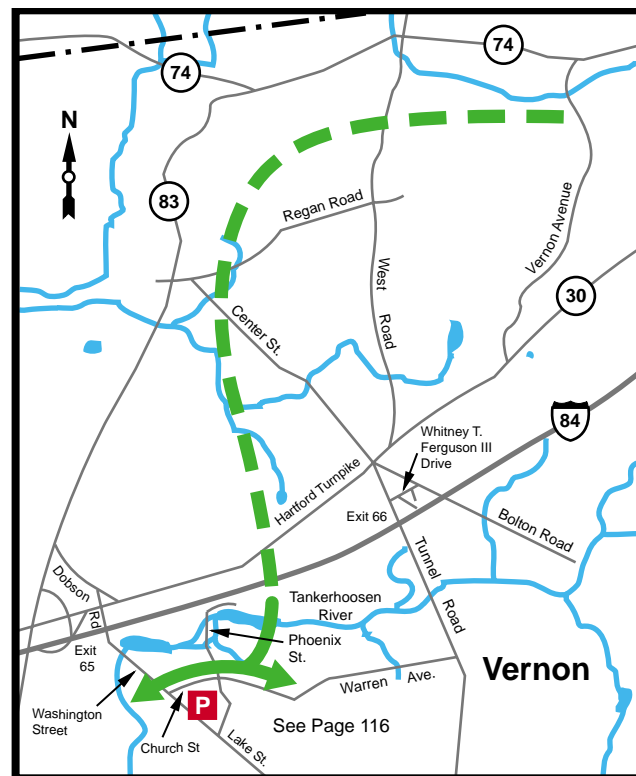 74
74
N
83
Regan Road
Vernon Avenue
West
Road
30
Center St.
84
Whitney T.
Ferguson III
Drive
Hartford Turnpike
Exit 66
Bolton Road
Tunnel
Road
Dobson
Rd
Tankerhoosen
River
Exit
65
Phoenix
St.
Vernon
Warren Ave.
Washington
Street
P
See Page 116
Church St
Lake St.